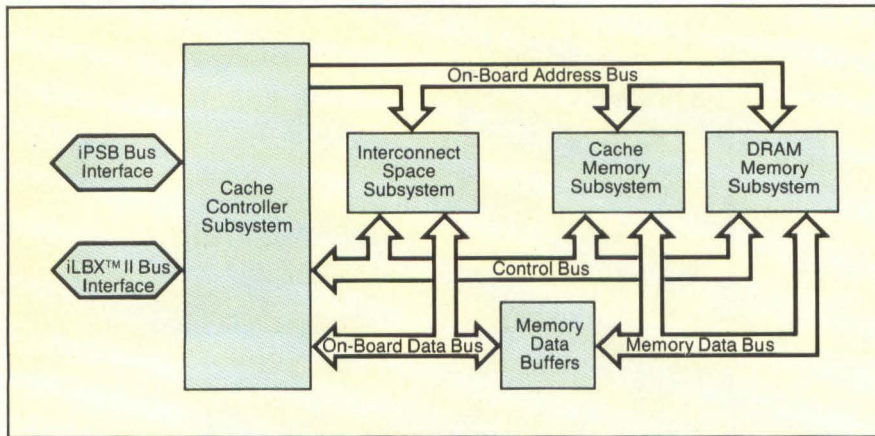 On-Board Address Bus
iPSB Bus
Interface
Cache
Controller
Subsystem
Interconnect
Space
Subsystem
Cache
Memory
Subsystem
DRAM
Memory
Subsystem
iLBX™ II Bus
Interface
Control Bus
On-Board Data Bus
Memory
Data
Buffers
Memory Data Bus